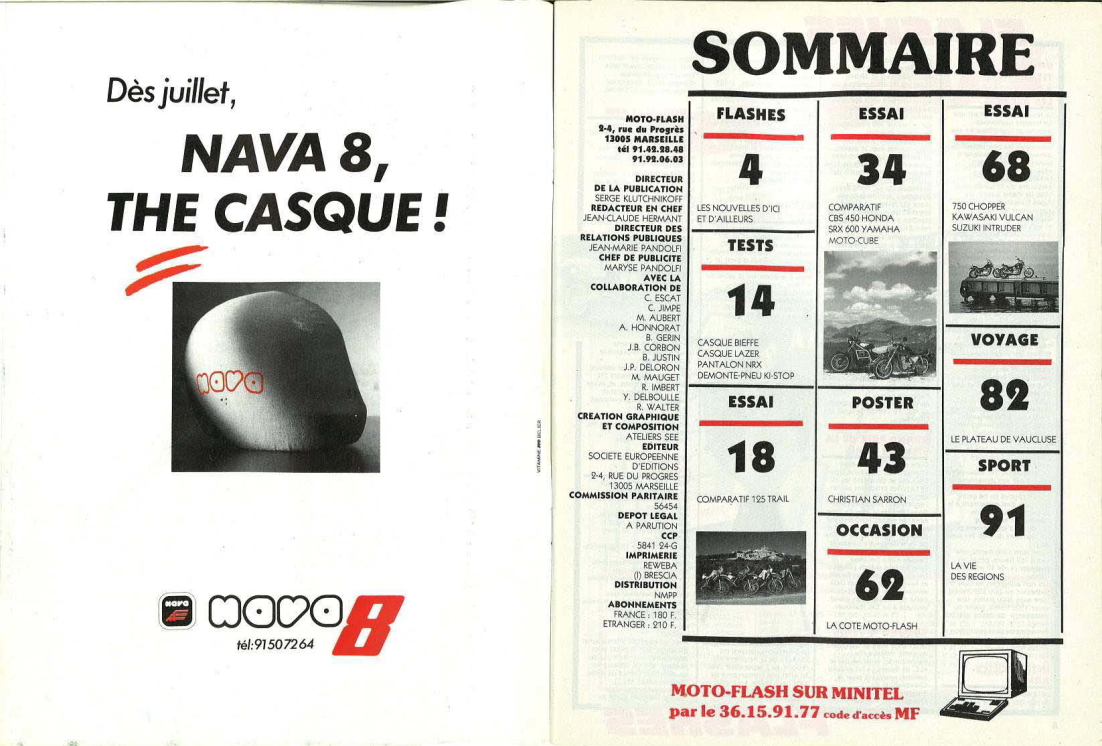 Dès juillet,
NAVA 8,
THE CASQUE !
NAVA
VITAMINE BELIER
NAVA
NAVA 8
tél:91507264
SOMMAIRE
MOTO-FLASH
2-4, rue du Progrès
13005 MARSEILLE
tél 91.42.28.48
91.92.06.03
DIRECTEUR
DE LA PUBLICATION
SERGE KLUTCHNIKOFF
REDACTEUR EN CHEF
JEAN-CLAUDE HERMANT
DIRECTEUR DES
RELATIONS PUBLIQUES
JEAN-MARIE PANDOLFI
CHEF DE PUBLICITE
MARYSE PANDOLFI
AVEC LA
COLLABORATION DE
C. ESCAT
C. JIMPE
M. AUBERT
A. HONNORAT
B. GERIN
J.B. CORBON
B. JUSTIN
J.P. DELORON
M. MAUGET
R. IMBERT
Y. DELBOULLE
R. WALTER
CREATION GRAPHIQUE
ET COMPOSITION
ATELIERS SEE
EDITEUR
SOCIETE EUROPEENNE
D'EDITIONS
2-4, RUE DU PROGRES
13005 MARSEILLE
COMMISSION PARITAIRE
56454
DEPOT LEGAL
A PARUTION
CCP
5841 24-G
IMPRIMERIE
REWEBA
(I) BRESCIA
DISTRIBUTION
NMPP
ABONNEMENTS
FRANCE : 180 F.
ETRANGER : 210 F.
FLASHES
4
LES NOUVELLES D'ICI
ET D'AILLEURS
TESTS
14
CASQUE BIEFFE
CASQUE LAZER
PANTALON NRX
DEMONTE-PNEU KI-STOP
ESSAI
18
COMPARATIF 125 TRAIL
ESSAI
34
COMPARATIF
CBS 450 HONDA
SRX 600 YAMAHA
MOTO-CUBE
POSTER
43
CHRISTIAN SARRON
OCCASION
62
LA COTE MOTO-FLASH
ESSAI
68
750 CHOPPER
KAWASAKI VULCAN
SUZUKI INTRUDER
VOYAGE
82
LE PLATEAU DE VAUCLUSE
SPORT
91
LA VIE
DES REGIONS
MOTO-FLASH SUR MINITEL
par le 36.15.91.77 code d'accès MF